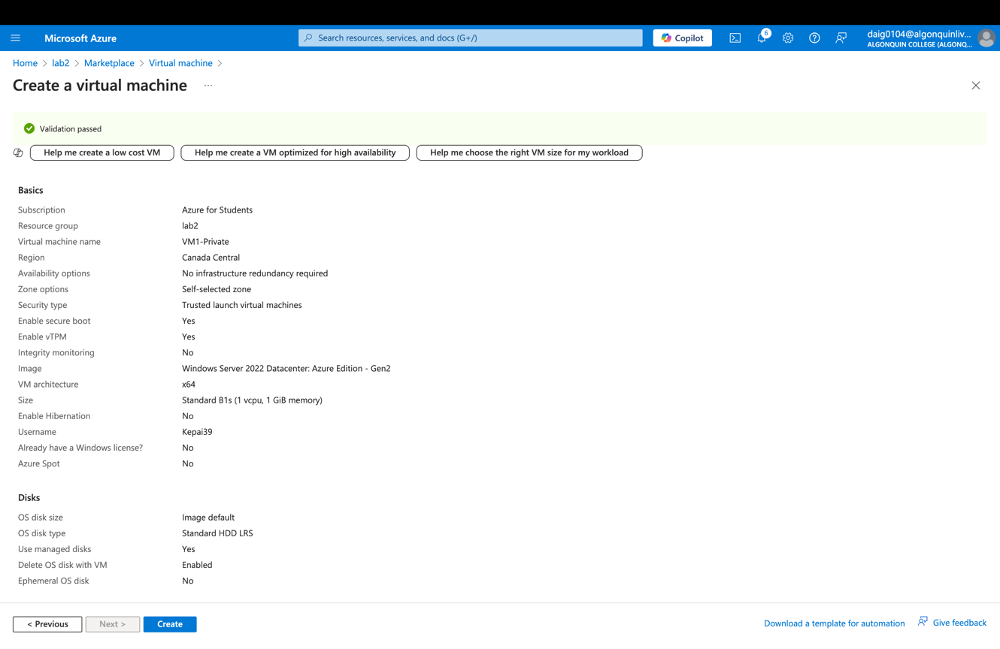 Microsoft Azure
Search resources, services, and docs (G+/)
Copilot
6
daig0104@algonquinliv...
ALGONQUIN COLLEGE (ALGONQ...
Home > lab2 > Marketplace > Virtual machine >
Create a virtual machine ...
Validation passed
Help me create a low cost VM
Help me create a VM optimized for high availability
Help me choose the right VM size for my workload
Basics
Subscription Azure for Students
Resource group lab2
Virtual machine name VM1-Private
Region Canada Central
Availability options No infrastructure redundancy required
Zone options Self-selected zone
Security type Trusted launch virtual machines
Enable secure boot Yes
Enable vTPM Yes
Integrity monitoring No
Image Windows Server 2022 Datacenter: Azure Edition - Gen2
VM architecture x64
Size Standard B1s (1 vcpu, 1 GiB memory)
Enable Hibernation No
Username Kepai39
Already have a Windows license? No
Azure Spot No
Disks
OS disk size Image default
OS disk type Standard HDD LRS
Use managed disks Yes
Delete OS disk with VM Enabled
Ephemeral OS disk No
< Previous
Next >
Create
Download a template for automation
Give feedback